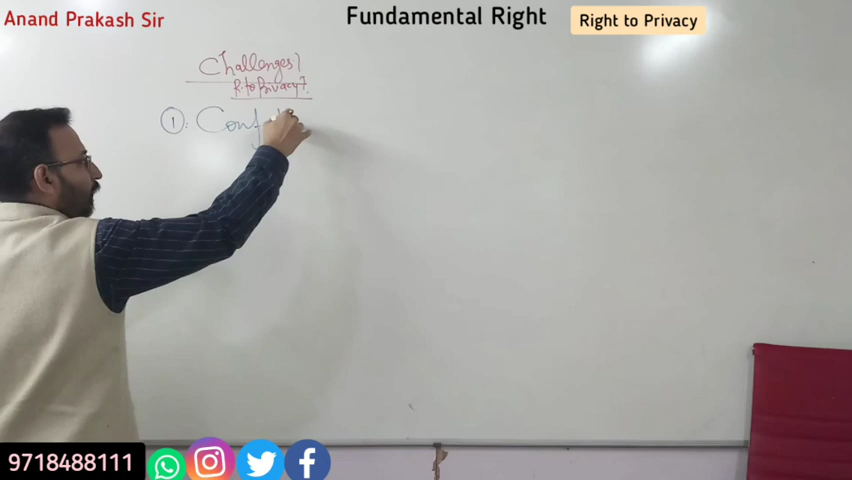 Anand Prakash Sir
Fundamental Right
Right to Privacy
Challenges?
R. to Privacy?
①: Conf
9718488111